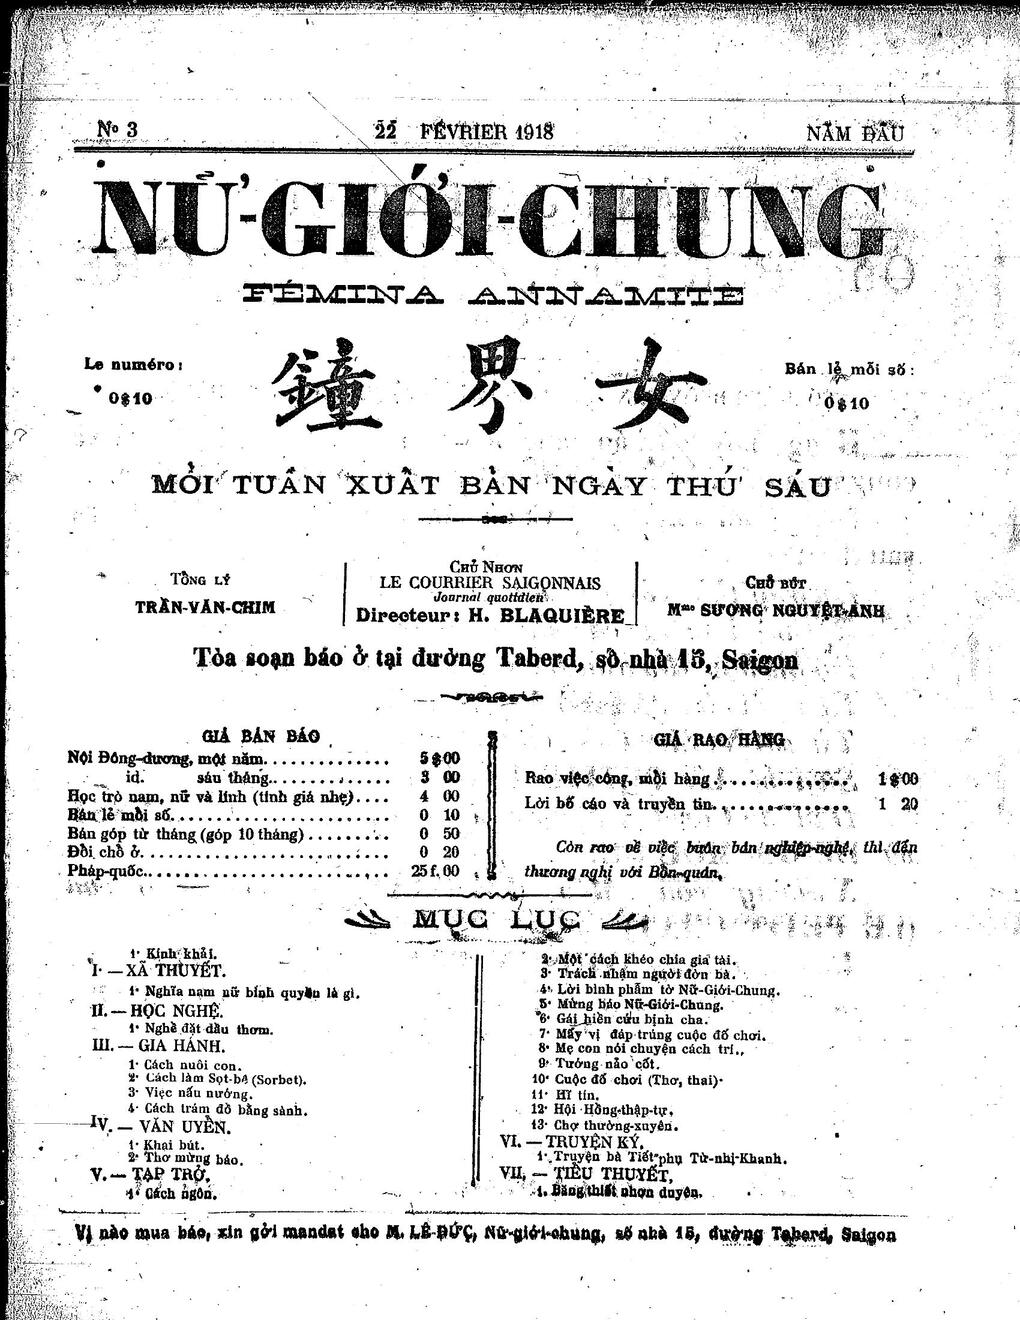 No 3 22 FÉVRIER 1918 NĂM ĐẦU
NỮ-GIỚI-CHUNG
FÉMINA ANNAMITE
鐘 界 女
Le numéro:
0$10
Bán lẻ mỗi số:
0$10
MỖI TUẦN XUẤT BẢN NGÀY THỨ SÁU
TỔNG LÝ
TRẦN-VĂN-CHIM
CHỦ NHƠN
LE COURRIER SAIGONNAIS
Journal quotidien
Directeur: H. BLAQUIÈRE
CHỦ BÚT
Mme SƯƠNG NGUYỆT-ÁNH
Tòa soạn báo ở tại đường Taberd, số nhà 15, Saigon
GIÁ BÁN BÁO
Nội Đông-dương, một năm............. 5$00
id. sáu tháng............. 3 00
Học trò nam, nữ và lính (tính giá nhẹ).... 4 00
Bán lẻ mỗi số........................ 0 10
Bán góp từ tháng (góp 10 tháng)......... 0 50
Đổi chỗ ở............................ 0 20
Pháp-quốc............................ 25f.00
GIÁ RAO HÀNG
Rao việc công, mỗi hàng................ 1$00
Lời bố cáo và truyền tin............... 1 20
Còn rao về việc buôn bán nghiệp-nghệ, thì đến
thương nghị với Bổn-quán.
MỤC LỤC
1· Kính khải.
I· — XÃ THUYẾT.
1· Nghĩa nam nữ bình quyền là gì.
II. — HỌC NGHỆ.
1· Nghề đặt dầu thơm.
III. — GIA HÁNH.
1· Cách nuôi con.
2· Cách làm Sọt-bê (Sorbet).
3· Việc nấu nướng.
4· Cách trám đồ bằng sành.
IV. — VĂN UYỂN.
1· Khai bút.
2· Thơ mừng báo.
V. — TẠP TRỞ.
1· Cách ngôn.
2· Một cách khéo chia gia tài.
3· Trách nhậm người đờn bà.
4· Lời bình phẩm tờ Nữ-Giới-Chung.
5· Mừng báo Nữ-Giới-Chung.
6· Gái hiền cứu bịnh cha.
7· Mấy vị đáp trúng cuộc đố chơi.
8· Mẹ con nói chuyện cách trí..
9· Tướng não cốt.
10· Cuộc đố chơi (Thơ, thai)·
11· Hĩ tín.
12· Hội Hồng-thập-tự.
13· Chợ thường-xuyên.
VI. — TRUYỆN KÝ.
1· Truyện bà Tiết-phụ Từ-nhị-Khanh.
VII. — TIỂU THUYẾT.
1. Băng thiết nhơn duyên.
Vị nào mua báo, xin gởi mandat cho M. LÊ-ĐỨC, Nữ-giới-chung, số nhà 15, đường Taberd, Saigon